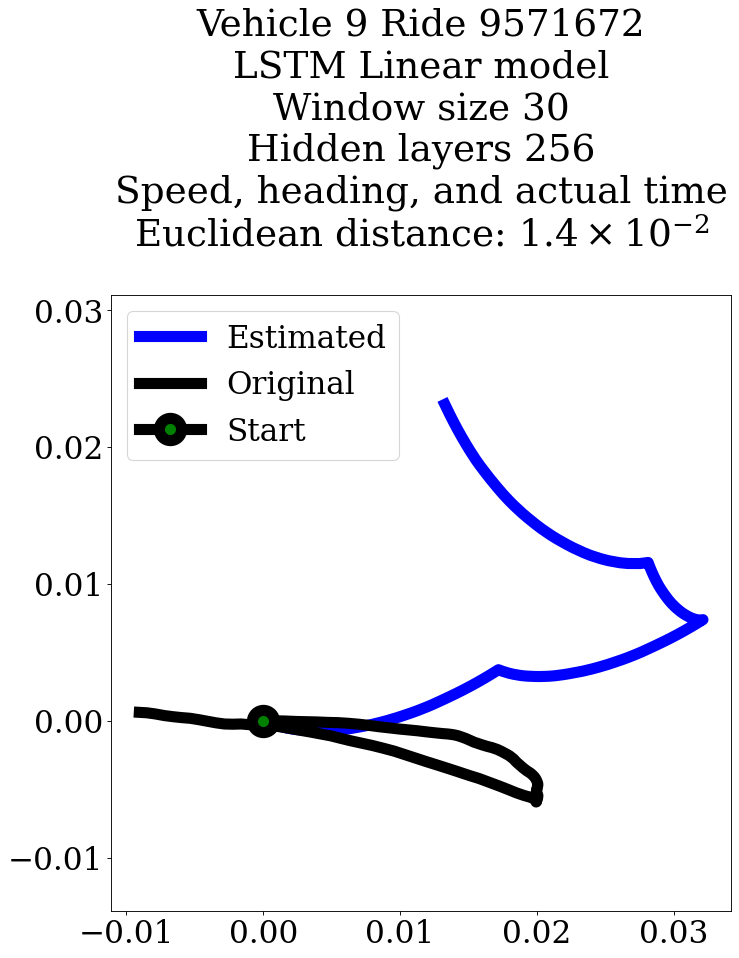 Vehicle 9 Ride 9571672
LSTM Linear model
Window size 30
Hidden layers 256
Speed, heading, and actual time
Euclidean distance: 1.4 × 10⁻²
Estimated
Original
Start
0.03
0.02
0.01
0.00
−0.01
−0.01
0.00
0.01
0.02
0.03